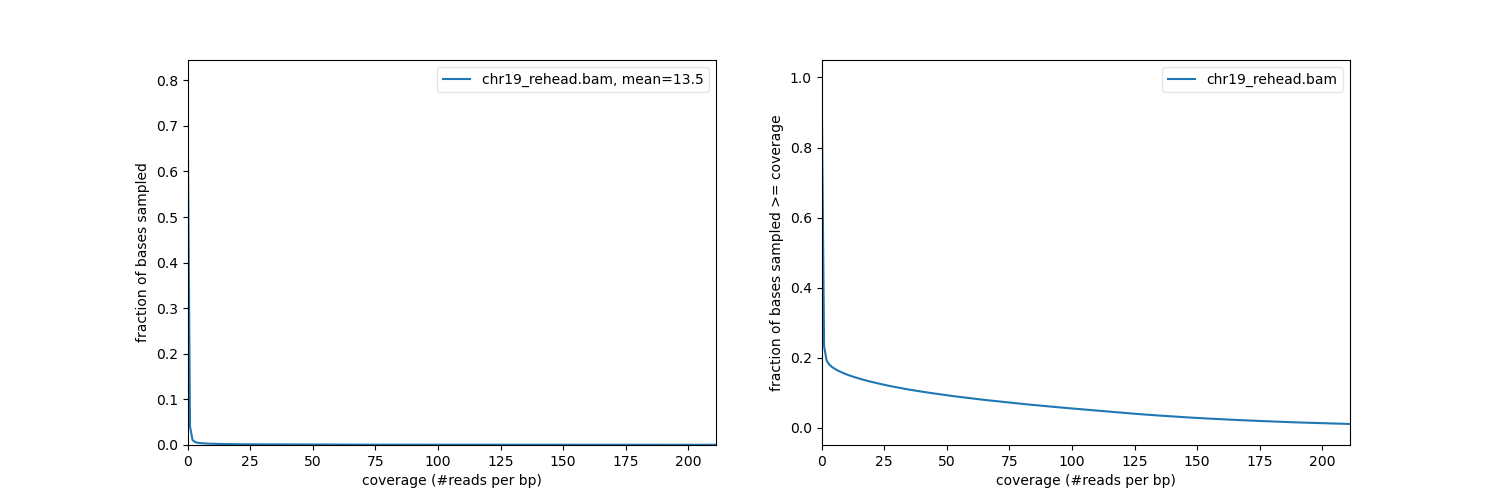 chr19_rehead.bam, mean=13.5
fraction of bases sampled
0.8
0.7
0.6
0.5
0.4
0.3
0.2
0.1
0.0
0 25 50 75 100 125 150 175 200
coverage (#reads per bp)
chr19_rehead.bam
fraction of bases sampled >= coverage
1.0
0.8
0.6
0.4
0.2
0.0
0 25 50 75 100 125 150 175 200
coverage (#reads per bp)